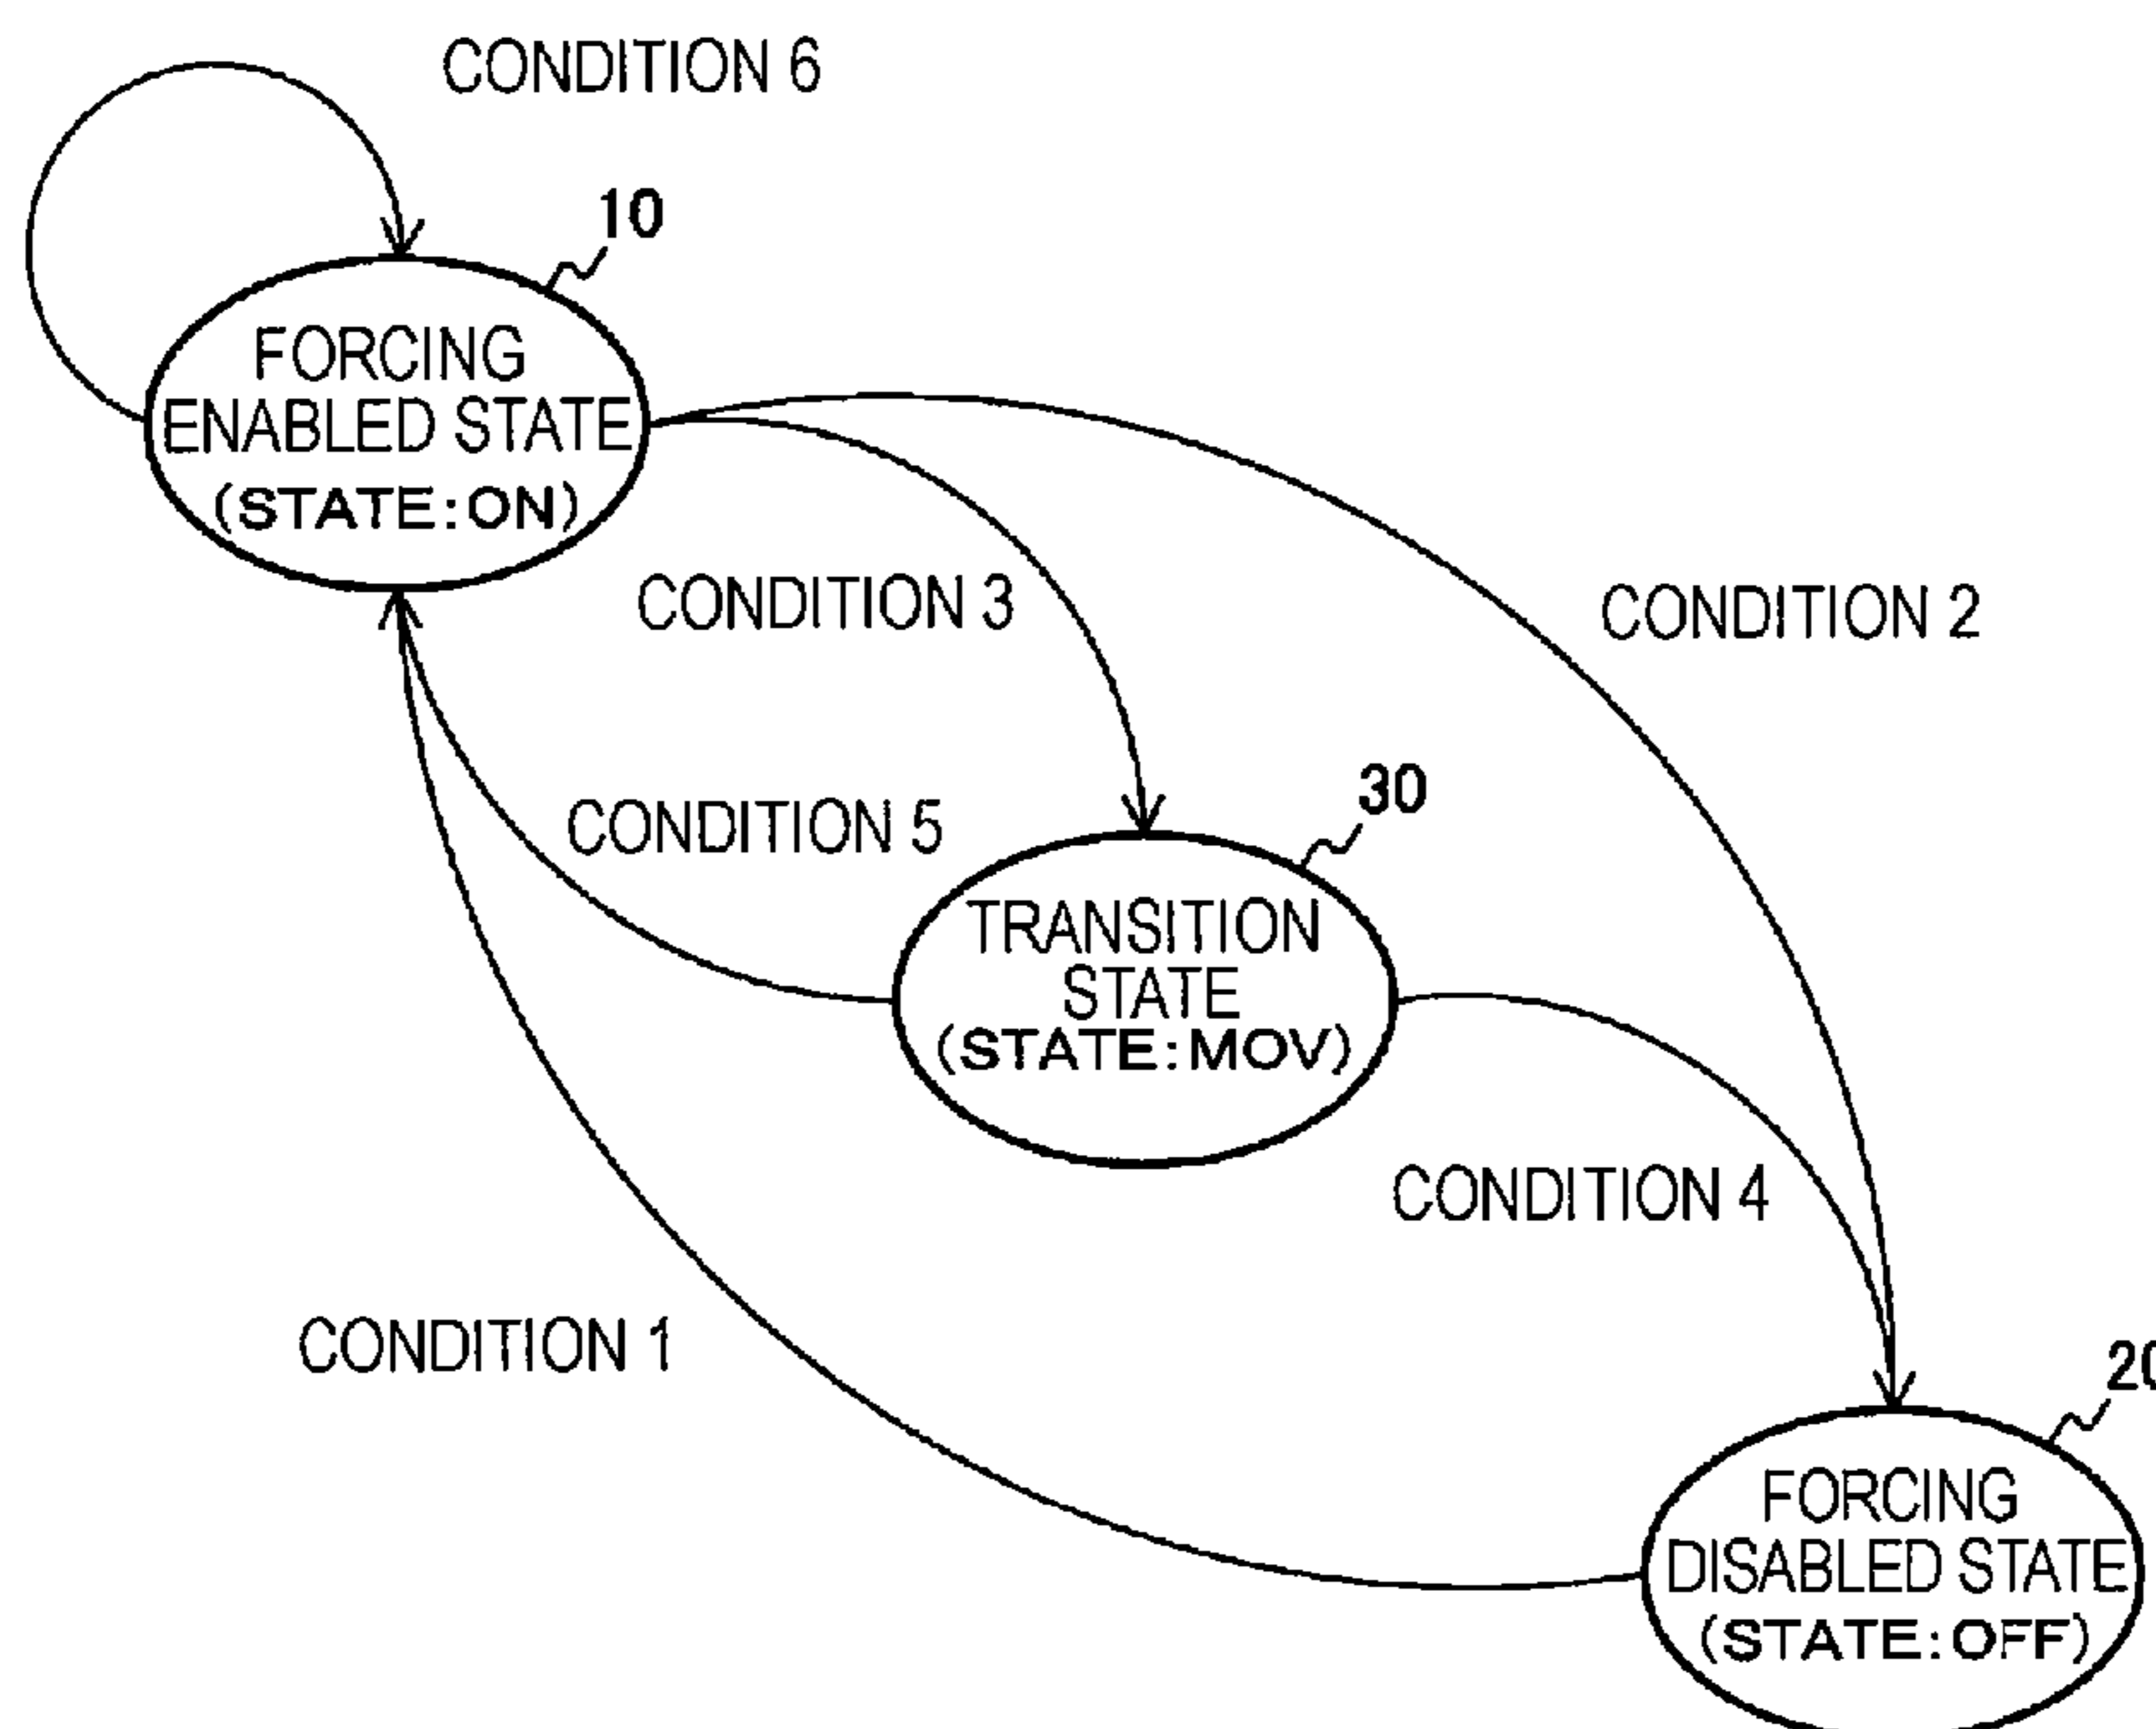 CONDITION 6
10
FORCING
ENABLED STATE
(STATE:ON)
CONDITION 3
CONDITION 2
30
CONDITION 5
TRANSITION
STATE
(STATE:MOV)
CONDITION 4
CONDITION 1
20
FORCING
DISABLED STATE
(STATE:OFF)